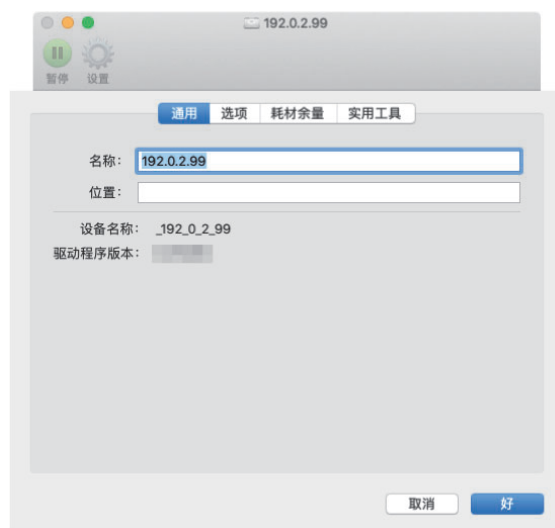 192.0.2.99
暂停 设置
通用 选项 耗材余量 实用工具
名称: 192.0.2.99
位置:
设备名称: _192_0_2_99
驱动程序版本:
取消 好